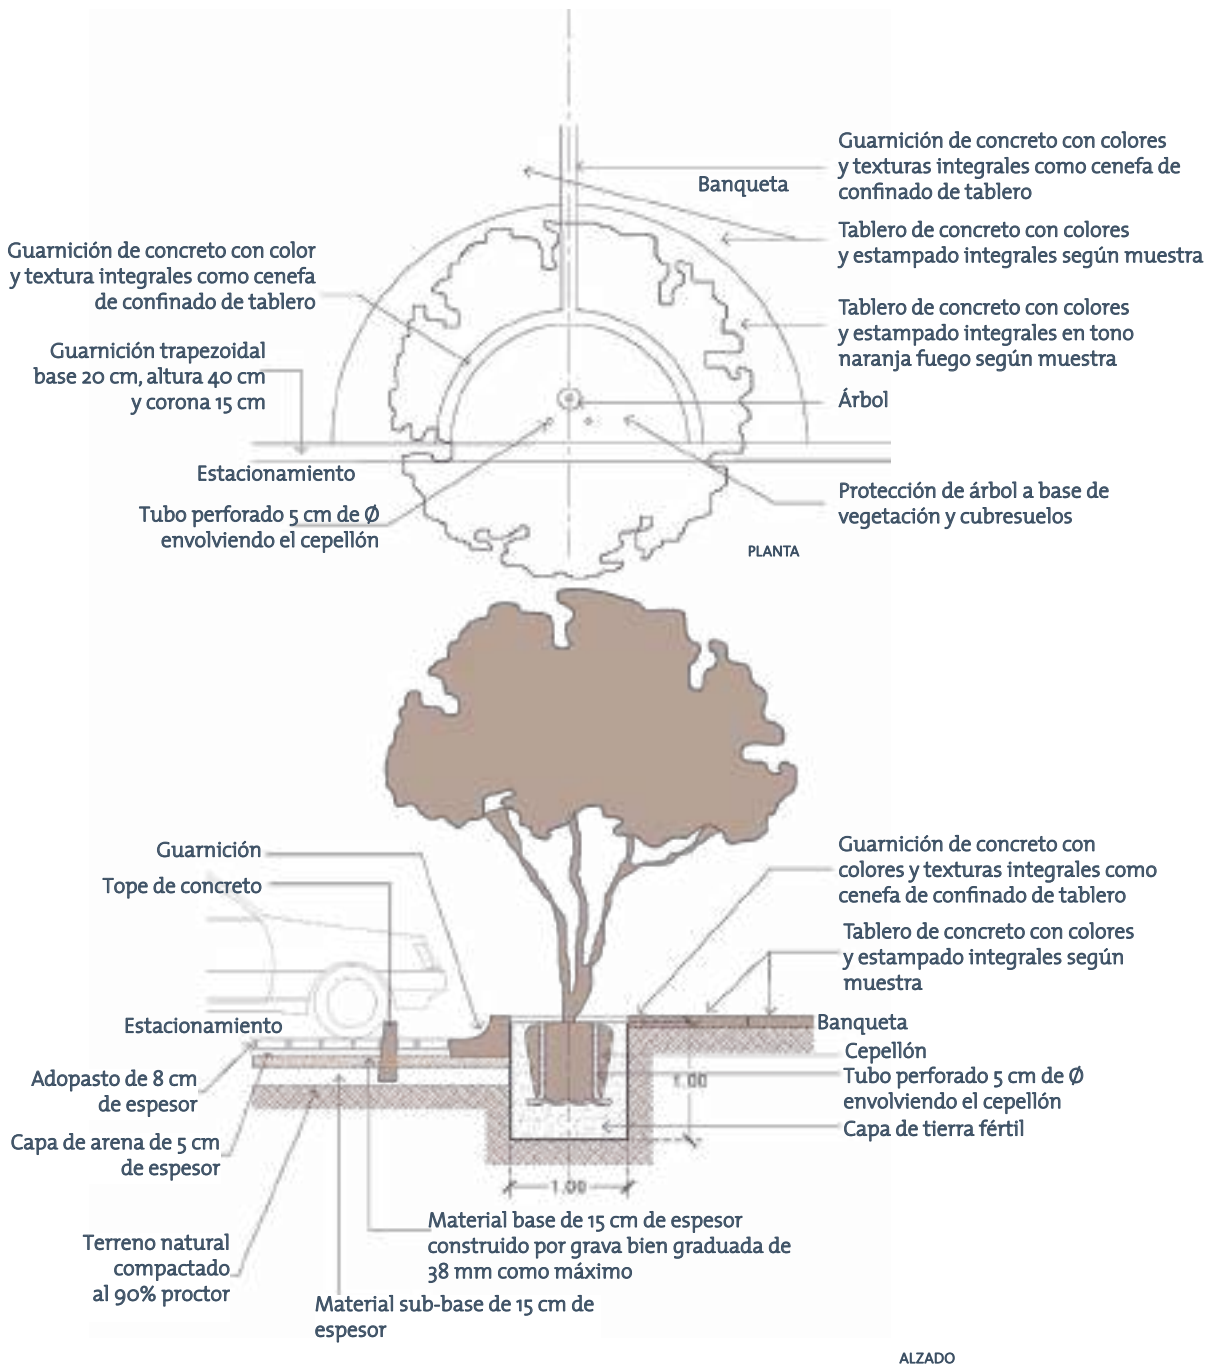 Guarnición de concreto con colores
y texturas integrales como cenefa de
confinado de tablero
Banqueta
Tablero de concreto con colores
y estampado integrales según muestra
Guarnición de concreto con color
y textura integrales como cenefa
de confinado de tablero
Tablero de concreto con colores
y estampado integrales en tono
naranja fuego según muestra
Guarnición trapezoidal
base 20 cm, altura 40 cm
y corona 15 cm
Árbol
Estacionamiento
Protección de árbol a base de
vegetación y cubresuelos
Tubo perforado 5 cm de Ø
envolviendo el cepellón
PLANTA
Guarnición
Tope de concreto
Guarnición de concreto con
colores y texturas integrales como
cenefa de confinado de tablero
Tablero de concreto con colores
y estampado integrales según
muestra
Estacionamiento
Banqueta
Cepellón
Adopasto de 8 cm
de espesor
Tubo perforado 5 cm de Ø
envolviendo el cepellón
1.00
Capa de tierra fértil
Capa de arena de 5 cm
de espesor
1.00
Material base de 15 cm de espesor
construido por grava bien graduada de
38 mm como máximo
Terreno natural
compactado
al 90% proctor
Material sub-base de 15 cm de
espesor
ALZADO